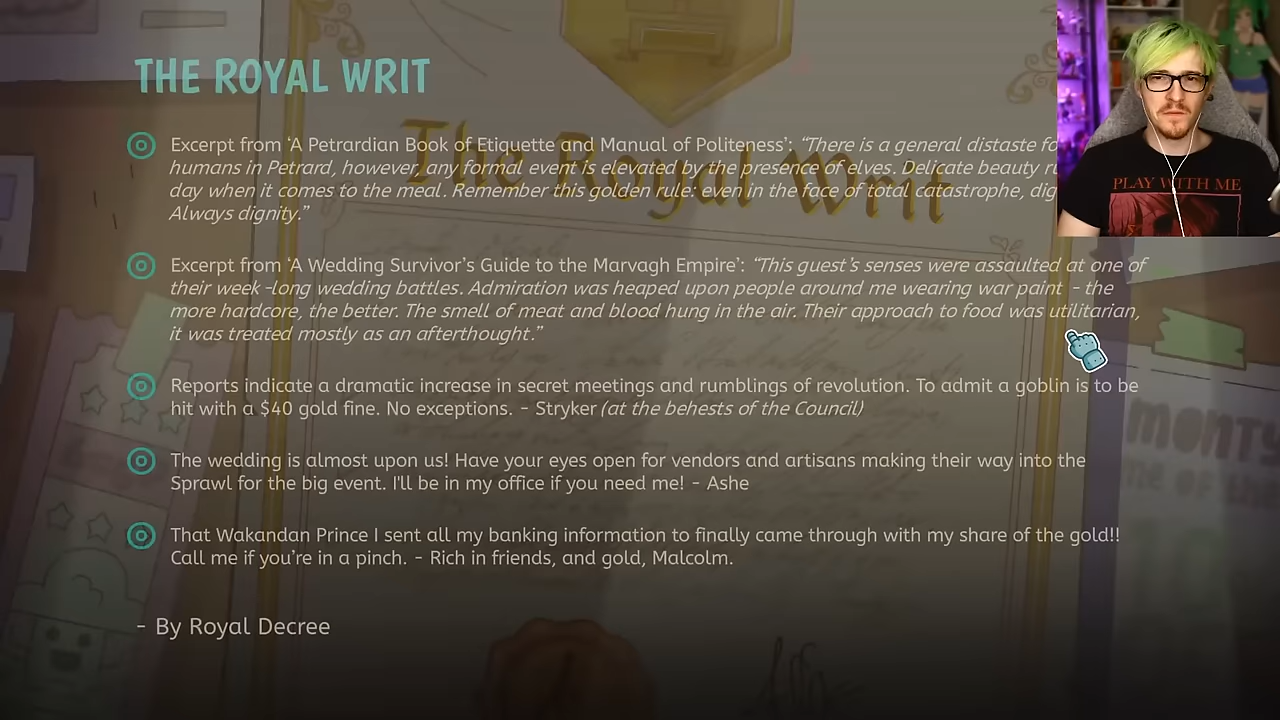 THE ROYAL WRIT
Excerpt from ‘A Petrardian Book of Etiquette and Manual of Politeness’: “There is a general distaste
humans in Petrard, however, any formal event is elevated by the presence of elves. Delicate beauty
day when it comes to the meal. Remember this golden rule: even in the face of total catastrophe,
Always dignity.”
Excerpt from ‘A Wedding Survivor’s Guide to the Marvagh Empire’: “This guest’s senses were assaulted at one of
their week -long wedding battles. Admiration was heaped upon people around me wearing war paint - the
more hardcore, the better. The smell of meat and blood hung in the air. Their approach to food was utilitarian,
it was treated mostly as an afterthought.”
Reports indicate a dramatic increase in secret meetings and rumblings of revolution. To admit a goblin is to be
hit with a $40 gold fine. No exceptions. - Stryker (at the behests of the Council)
The wedding is almost upon us! Have your eyes open for vendors and artisans making their way into the
Sprawl for the big event. I'll be in my office if you need me! - Ashe
That Wakandan Prince I sent all my banking information to finally came through with my share of the gold!!
Call me if you’re in a pinch. - Rich in friends, and gold, Malcolm.
- By Royal Decree
The Royal Writ
PLAY WITH ME